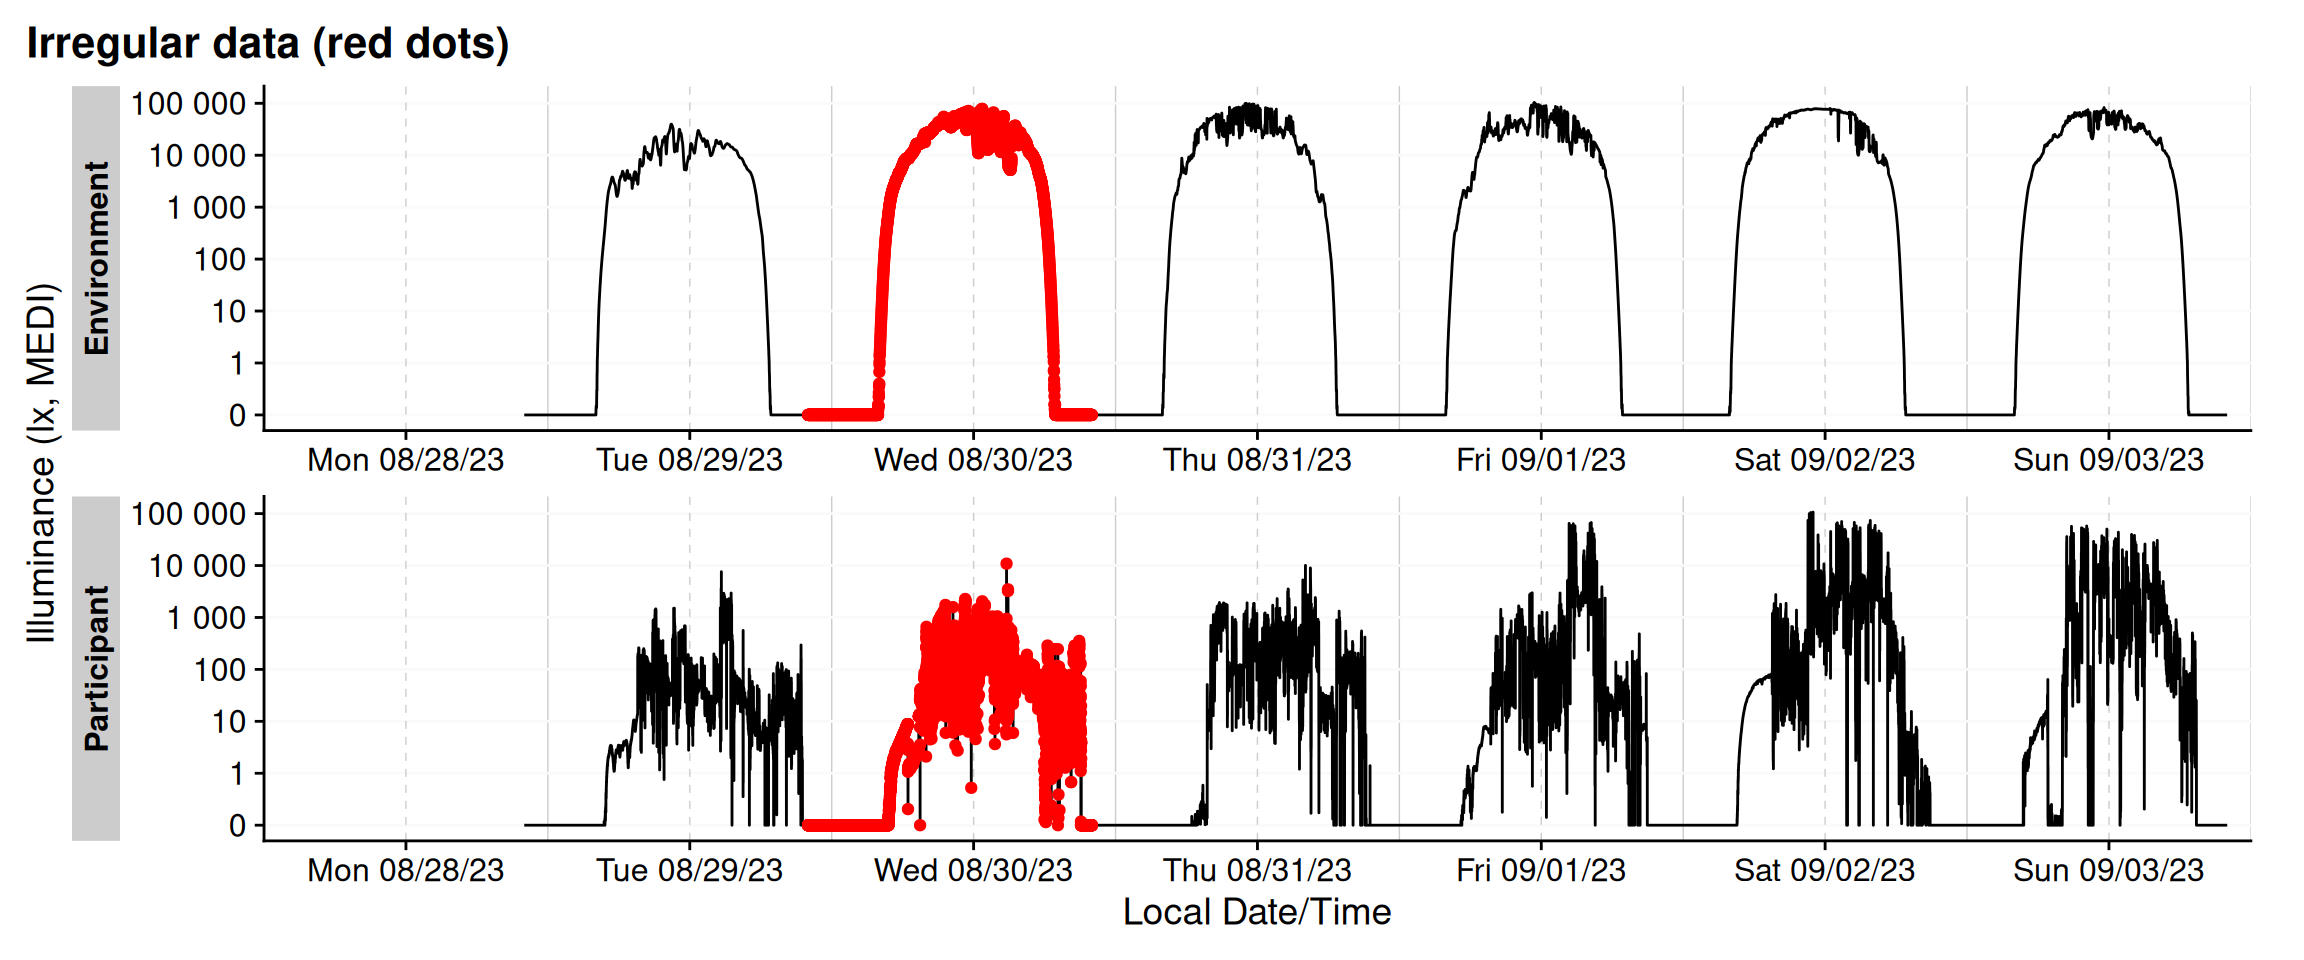 Irregular data (red dots)
Illuminance (lx, MEDI)
Environment
100 000
10 000
1 000
100
10
1
0
Mon 08/28/23 Tue 08/29/23 Wed 08/30/23 Thu 08/31/23 Fri 09/01/23 Sat 09/02/23 Sun 09/03/23
Participant
100 000
10 000
1 000
100
10
1
0
Mon 08/28/23 Tue 08/29/23 Wed 08/30/23 Thu 08/31/23 Fri 09/01/23 Sat 09/02/23 Sun 09/03/23
Local Date/Time